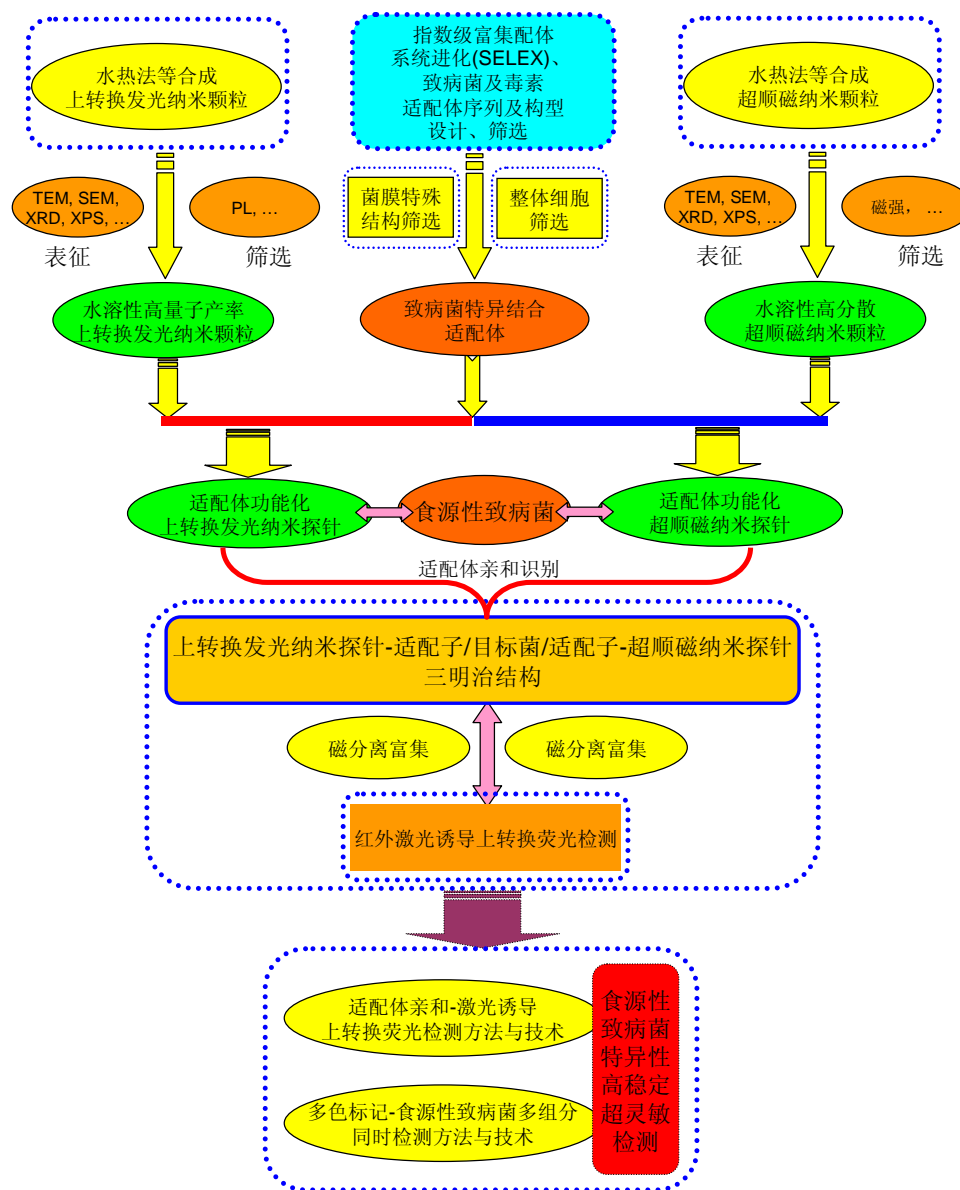 水热法等合成
上转换发光纳米颗粒
指数级富集配体
系统进化(SELEX)、
致病菌及毒素
适配体序列及构型
设计、筛选
水热法等合成
超顺磁纳米颗粒
TEM, SEM,
XRD, XPS, ...
PL, ...
表征
筛选
菌膜特殊
结构筛选
整体细胞
筛选
TEM, SEM,
XRD, XPS, ...
磁强， ...
表征
筛选
水溶性高量子产率
上转换发光纳米颗粒
致病菌特异结合
适配体
水溶性高分散
超顺磁纳米颗粒
适配体功能化
上转换发光纳米探针
食源性致病菌
适配体功能化
超顺磁纳米探针
适配体亲和识别
上转换发光纳米探针-适配子/目标菌/适配子-超顺磁纳米探针
三明治结构
磁分离富集
磁分离富集
红外激光诱导上转换荧光检测
适配体亲和-激光诱导
上转换荧光检测方法与技术
多色标记-食源性致病菌多组分
同时检测方法与技术
食源性
致病菌
特异性
高稳定
超灵敏
检测